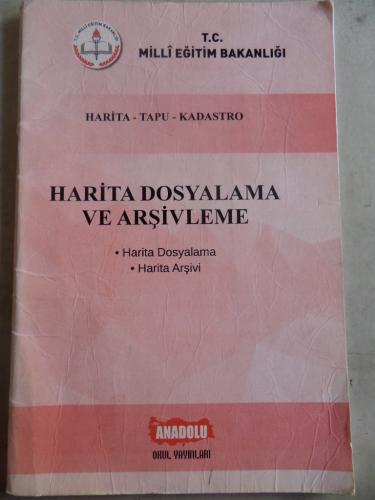 T.C.
MİLLÎ EĞİTİM BAKANLIĞI
HARİTA - TAPU - KADASTRO
HARİTA DOSYALAMA
VE ARŞİVLEME
• Harita Dosyalama
• Harita Arşivi
ANADOLU
OKUL YAYINLARI